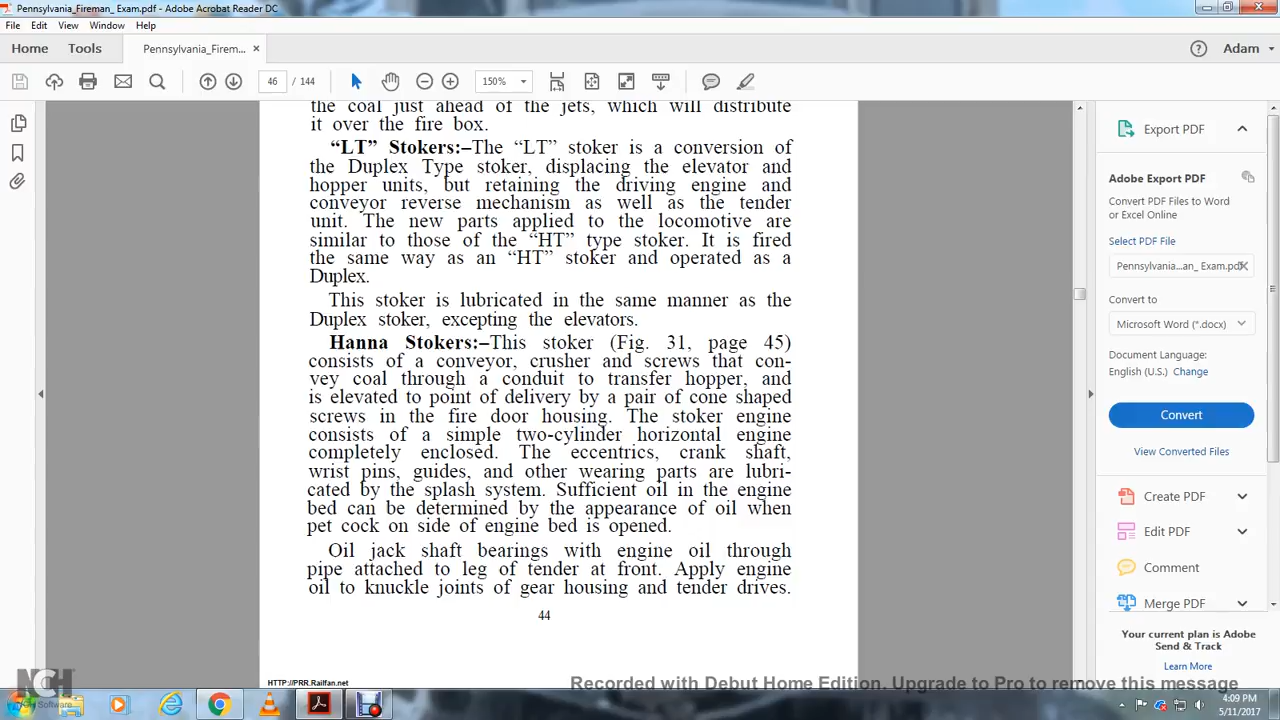 Pennsylvania_Fireman_ Exam.pdf - Adobe Acrobat Reader DC
File Edit View Window Help
Home Tools Pennsylvania_Firem... × Adam
46 / 144 150%
the coal just ahead of the jets, which will distribute
it over the fire box.
“LT” Stokers:–The “LT” stoker is a conversion of
the Duplex Type stoker, displacing the elevator and
hopper units, but retaining the driving engine and
conveyor reverse mechanism as well as the tender
unit. The new parts applied to the locomotive are
similar to those of the “HT” type stoker. It is fired
the same way as an “HT” stoker and operated as a
Duplex.
This stoker is lubricated in the same manner as the
Duplex stoker, excepting the elevators.
Hanna Stokers:–This stoker (Fig. 31, page 45)
consists of a conveyor, crusher and screws that con-
vey coal through a conduit to transfer hopper, and
is elevated to point of delivery by a pair of cone shaped
screws in the fire door housing. The stoker engine
consists of a simple two-cylinder horizontal engine
completely enclosed. The eccentrics, crank shaft,
wrist pins, guides, and other wearing parts are lubri-
cated by the splash system. Sufficient oil in the engine
bed can be determined by the appearance of oil when
pet cock on side of engine bed is opened.
Oil jack shaft bearings with engine oil through
pipe attached to leg of tender at front. Apply engine
oil to knuckle joints of gear housing and tender drives.
44
HTTP://PRR.Railfan.net
Export PDF
Adobe Export PDF
Convert PDF Files to Word
or Excel Online
Select PDF File
Pennsylvania...an_ Exam.pdf
Convert to
Microsoft Word (*.docx)
Document Language:
English (U.S.) Change
Convert
View Converted Files
Create PDF
Edit PDF
Comment
Merge PDF
Your current plan is Adobe
Send & Track
Learn More
NCH Software
Recorded with Debut Home Edition. Upgrade to Pro to remove this message
4:09 PM
5/11/2017